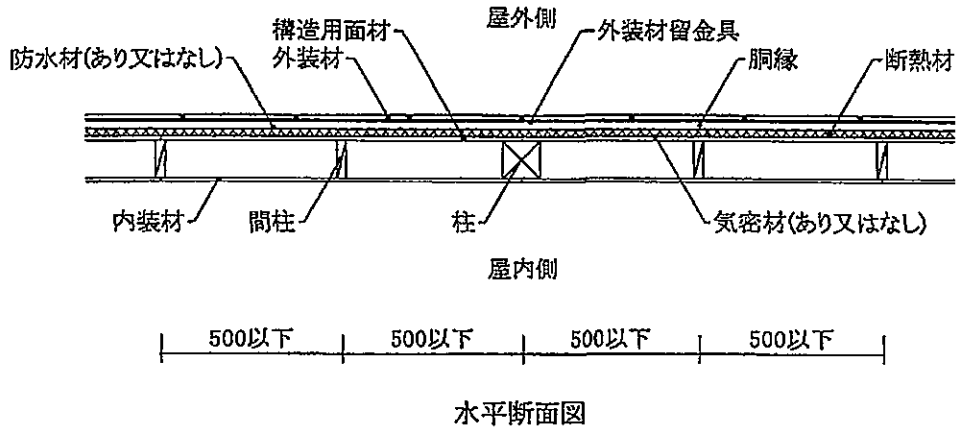 屋外側
構造用面材
外装材留金具
防水材(あり又はなし)
外装材
胴縁
断熱材
内装材
間柱
柱
気密材(あり又はなし)
屋内側
500以下
500以下
500以下
500以下
水平断面図